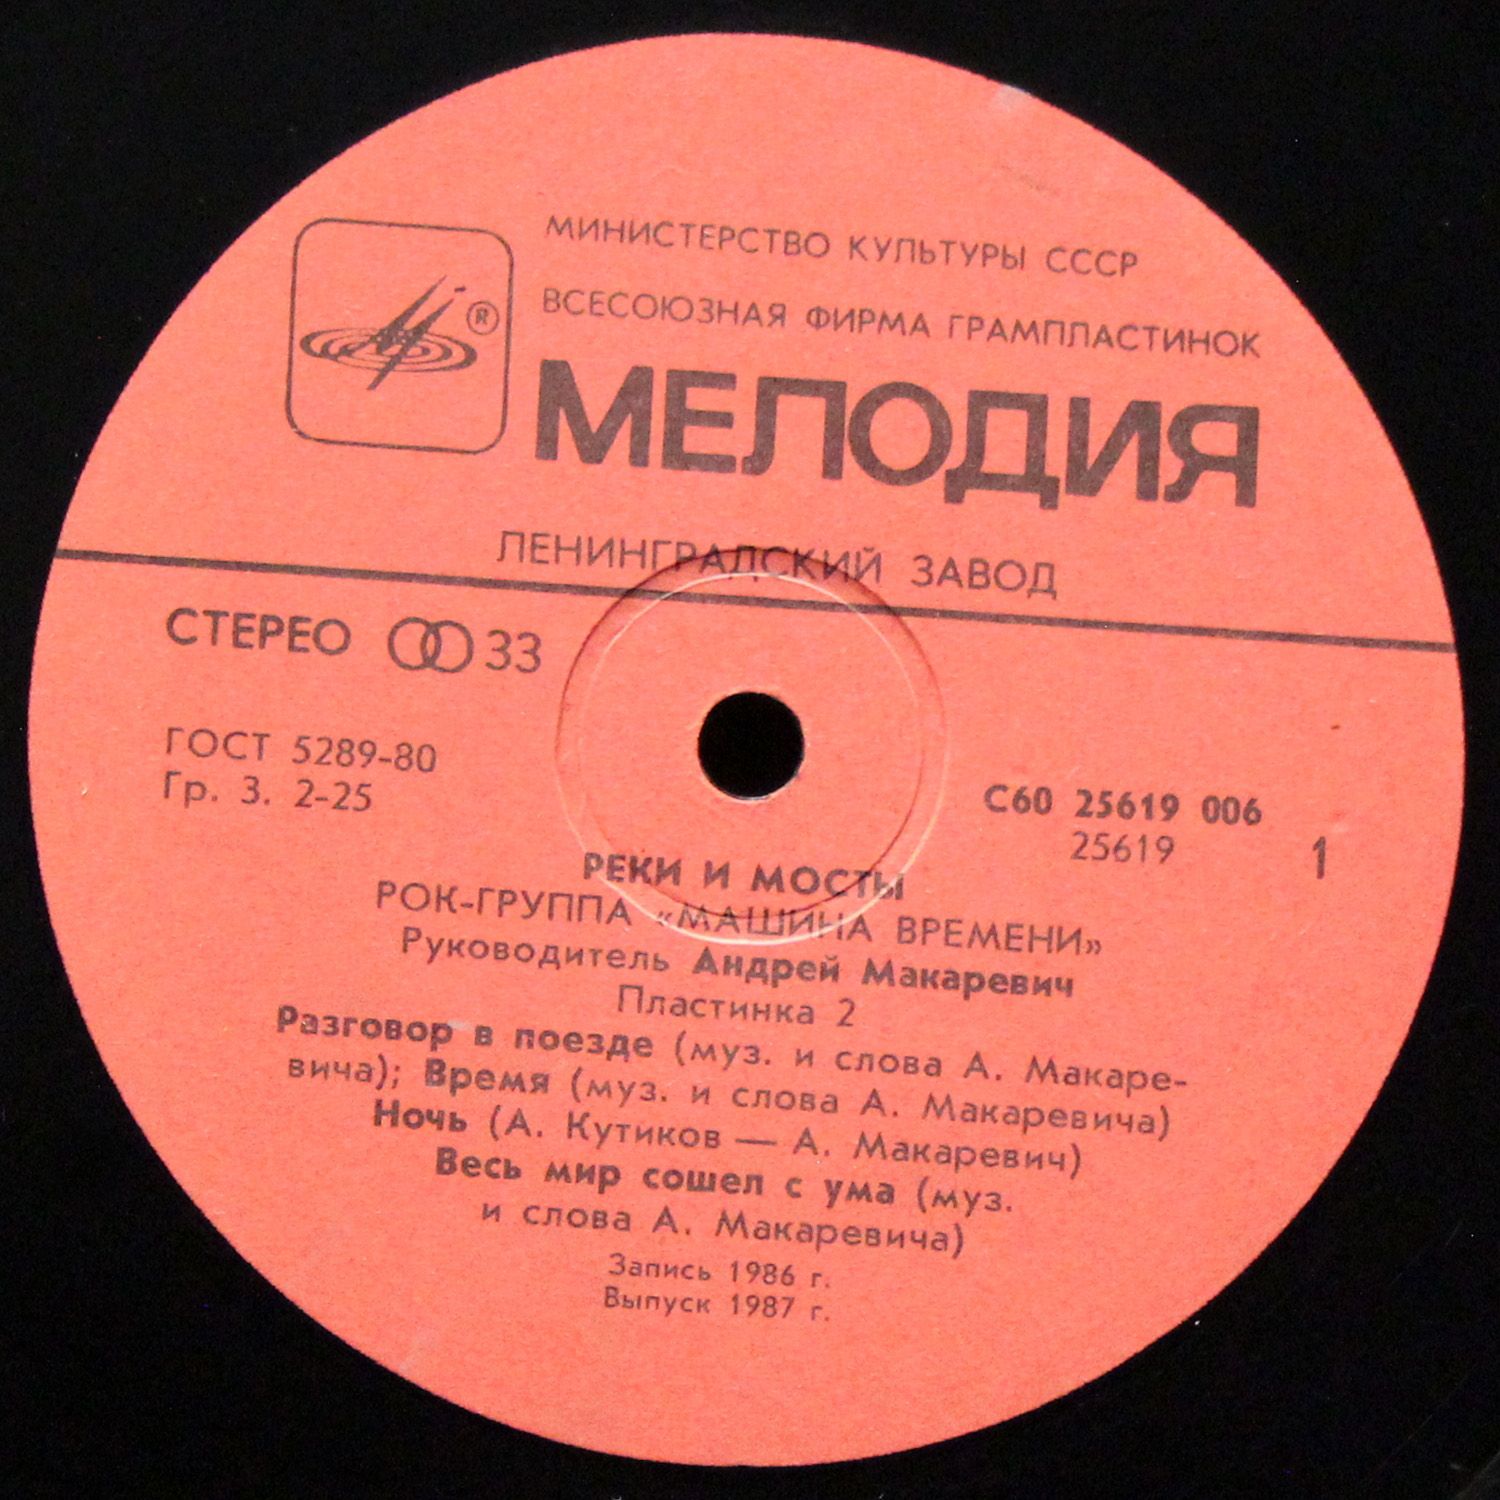 МИНИСТЕРСТВО КУЛЬТУРЫ СССР
ВСЕСОЮЗНАЯ ФИРМА ГРАМПЛАСТИНОК
®
МЕЛОДИЯ
ЛЕНИНГРАДСКИЙ ЗАВОД
СТЕРЕО 33
ГОСТ 5289-80
Гр. 3. 2-25
С60 25619 006
25619
1
РЕКИ И МОСТЫ
РОК-ГРУППА «МАШИНА ВРЕМЕНИ»
Руководитель Андрей Макаревич
Пластинка 2
Разговор в поезде (муз. и слова А. Макаре-
вича); Время (муз. и слова А. Макаревича)
Ночь (А. Кутиков — А. Макаревич)
Весь мир сошел с ума (муз.
и слова А. Макаревича)
Запись 1986 г.
Выпуск 1987 г.